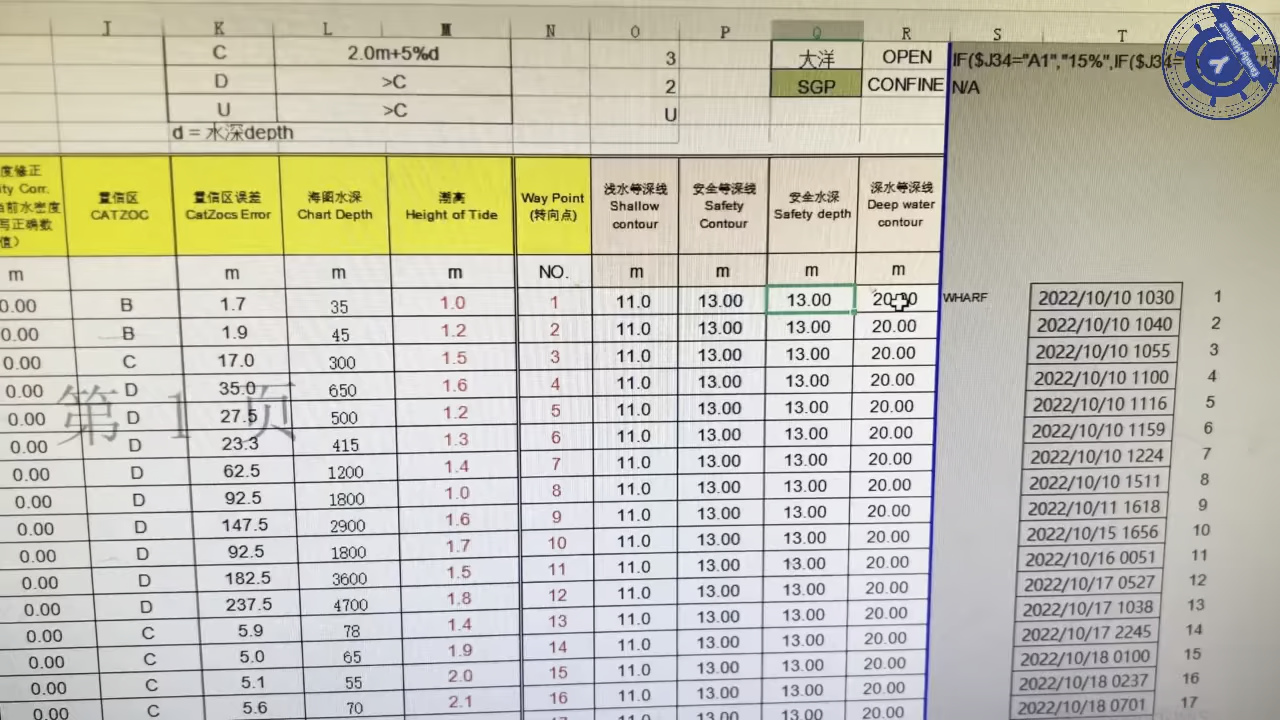 J K L M N O P Q R S T
C 2.0m+5%d 3 大洋 OPEN IF($J34="A1","15%",IF($J34=
D >C 2 SGP CONFINE N/A
U >C U
d = 水深depth
度修正
ity Corr.
当前水密度
写正确数
值）
置信区
CATZOC
置信区误差
CatZocs Error
海图水深
Chart Depth
潮高
Height of Tide
Way Point
(转向点)
浅水等深线
Shallow
contour
安全等深线
Safety
Contour
安全水深
Safety depth
深水等深线
Deep water
contour
m m m m NO. m m m m
0.00 B 1.7 35 1.0 1 11.0 13.00 13.00 20.00 WHARF 2022/10/10 1030 1
0.00 B 1.9 45 1.2 2 11.0 13.00 13.00 20.00 2022/10/10 1040 2
0.00 C 17.0 300 1.5 3 11.0 13.00 13.00 20.00 2022/10/10 1055 3
0.00 D 35.0 650 1.6 4 11.0 13.00 13.00 20.00 2022/10/10 1100 4
0.00 D 27.5 500 1.2 5 11.0 13.00 13.00 20.00 2022/10/10 1116 5
0.00 D 23.3 415 1.3 6 11.0 13.00 13.00 20.00 2022/10/10 1159 6
0.00 D 62.5 1200 1.4 7 11.0 13.00 13.00 20.00 2022/10/10 1224 7
0.00 D 92.5 1800 1.0 8 11.0 13.00 13.00 20.00 2022/10/10 1511 8
0.00 D 147.5 2900 1.6 9 11.0 13.00 13.00 20.00 2022/10/11 1618 9
0.00 D 92.5 1800 1.7 10 11.0 13.00 13.00 20.00 2022/10/15 1656 10
0.00 D 182.5 3600 1.5 11 11.0 13.00 13.00 20.00 2022/10/16 0051 11
0.00 D 237.5 4700 1.8 12 11.0 13.00 13.00 20.00 2022/10/17 0527 12
0.00 C 5.9 78 1.4 13 11.0 13.00 13.00 20.00 2022/10/17 1038 13
0.00 C 5.0 65 1.9 14 11.0 13.00 13.00 20.00 2022/10/17 2245 14
0.00 C 5.1 55 2.0 15 11.0 13.00 13.00 20.00 2022/10/18 0100 15
0.00 C 5.6 70 2.1 16 11.0 13.00 13.00 20.00 2022/10/18 0237 16
11.0 13.00 13.00 20.00 2022/10/18 0701 17
第 1 页
Family Mariner